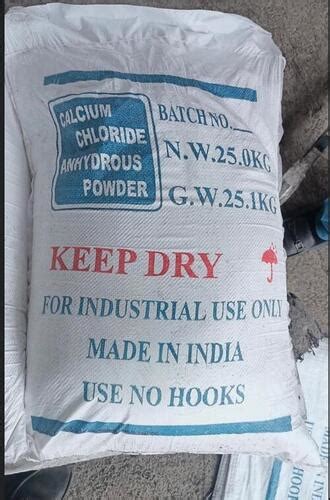 CALCIUM
CHLORIDE
ANHYDROUS
POWDER
BATCH NO.__
N.W.25.0KG
G.W.25.1KG
KEEP DRY
FOR INDUSTRIAL USE ONLY
MADE IN INDIA
USE NO HOOKS